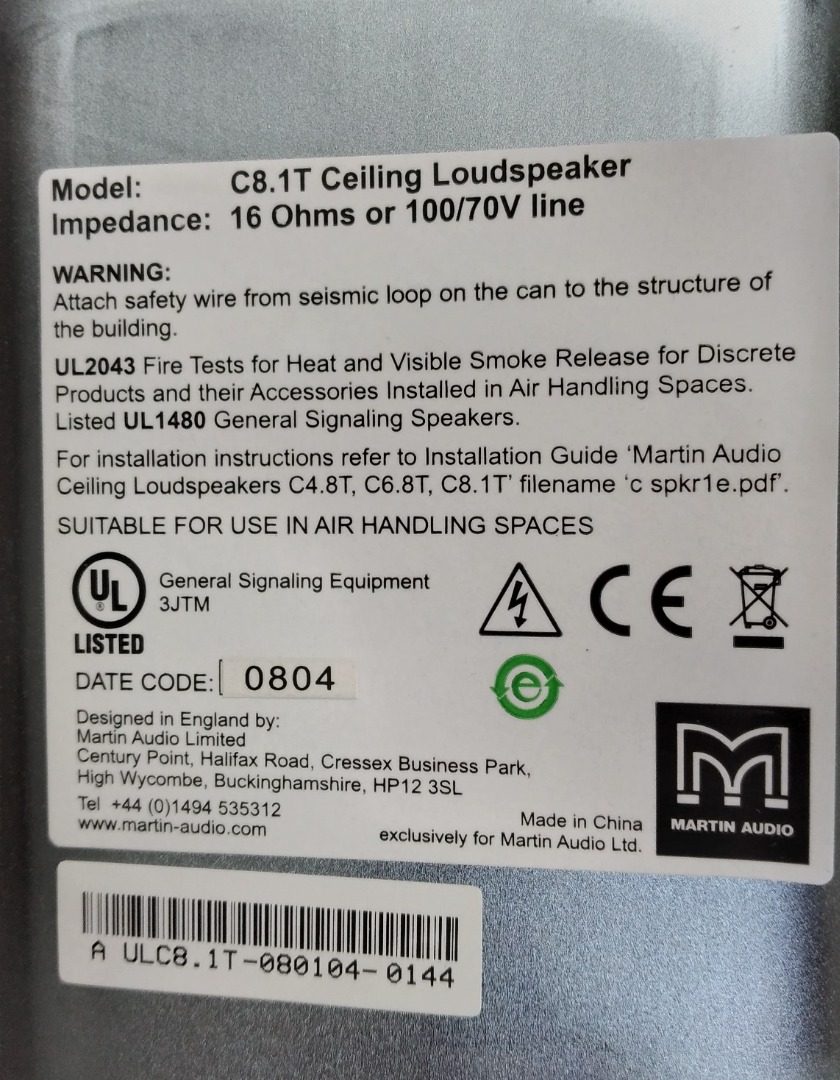 Model: C8.1T Ceiling Loudspeaker
Impedance: 16 Ohms or 100/70V line
WARNING:
Attach safety wire from seismic loop on the can to the structure of
the building.
UL2043 Fire Tests for Heat and Visible Smoke Release for Discrete
Products and their Accessories Installed in Air Handling Spaces.
Listed UL1480 General Signaling Speakers.
For installation instructions refer to Installation Guide ‘Martin Audio
Ceiling Loudspeakers C4.8T, C6.8T, C8.1T’ filename ‘c spkr1e.pdf’.
SUITABLE FOR USE IN AIR HANDLING SPACES
UL ®
LISTED
General Signaling Equipment
3JTM
CE
DATE CODE: 0804
e
Designed in England by:
Martin Audio Limited
Century Point, Halifax Road, Cressex Business Park,
High Wycombe, Buckinghamshire, HP12 3SL
Tel +44 (0)1494 535312
www.martin-audio.com
Made in China
exclusively for Martin Audio Ltd.
MARTIN AUDIO
A ULC8.1T-080104-0144